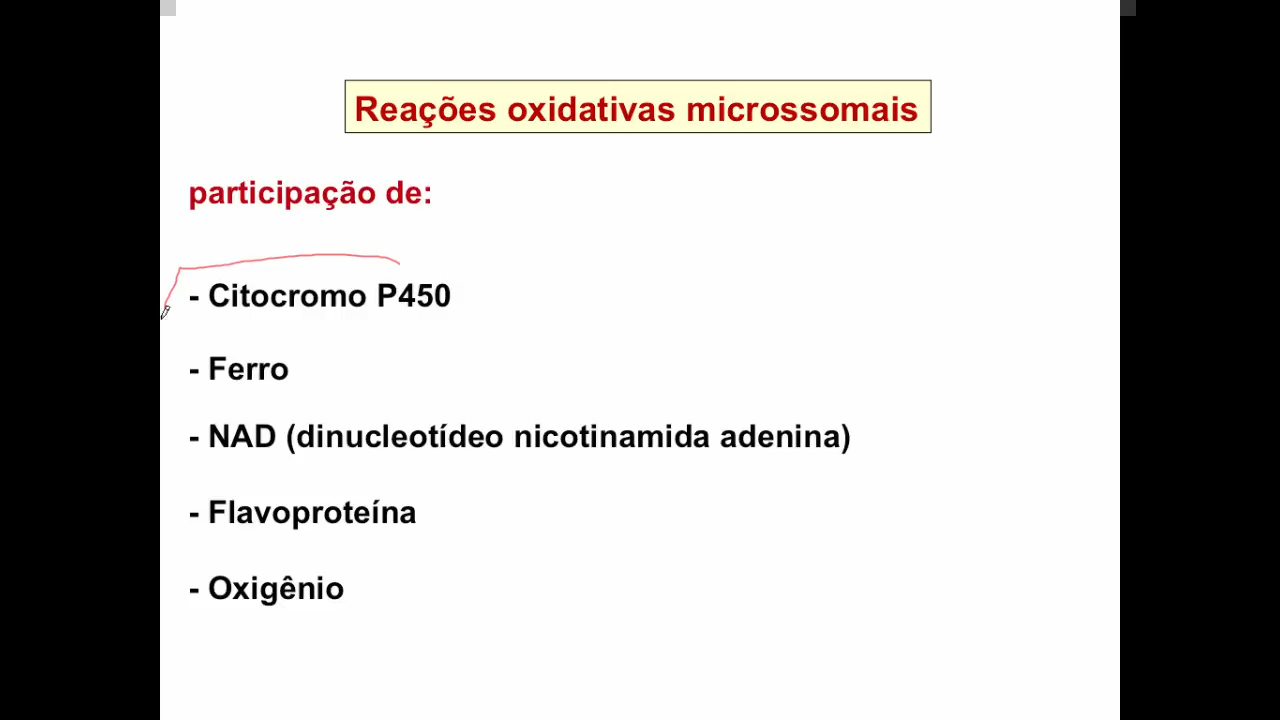 Reações oxidativas microssomais
participação de:
- Citocromo P450
- Ferro
- NAD (dinucleotídeo nicotinamida adenina)
- Flavoproteína
- Oxigênio